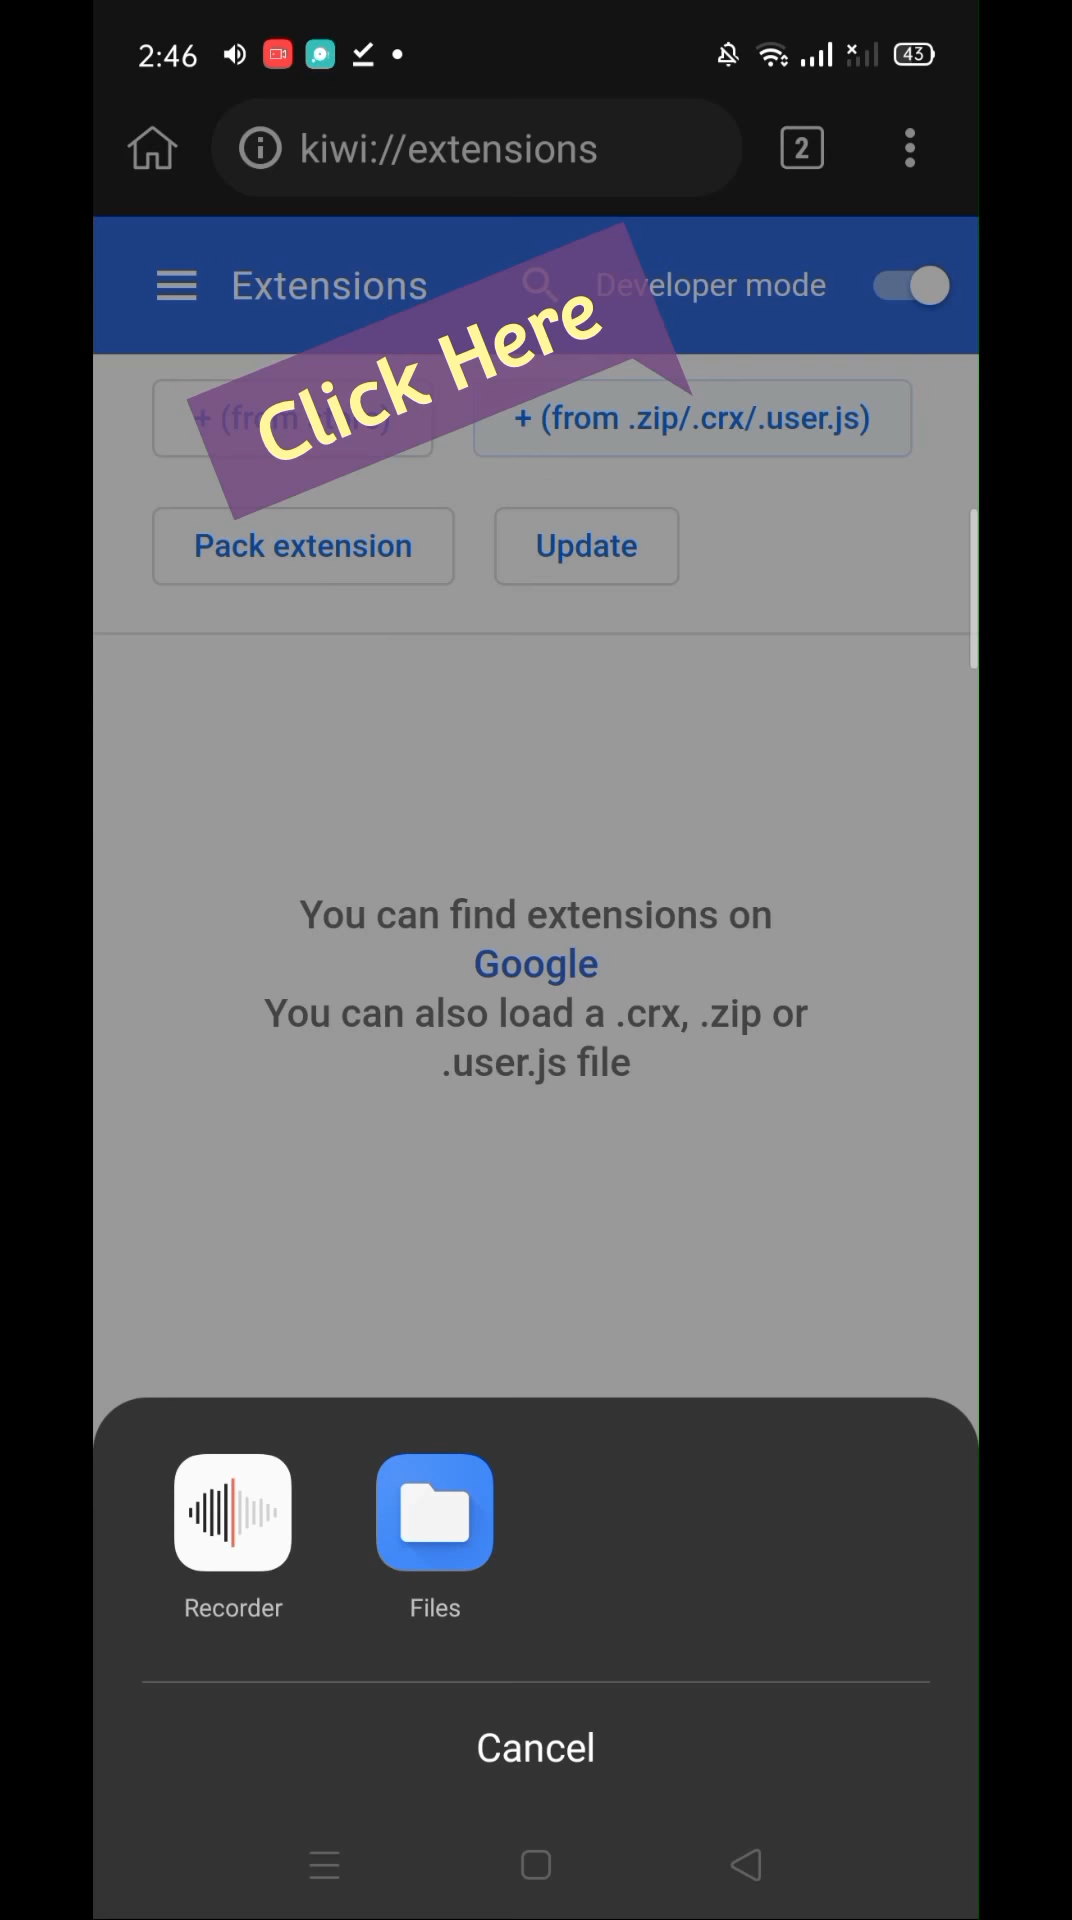 2:46
43
kiwi://extensions
2
Extensions
Developer mode
Click Here
+ (from store)
+ (from .zip/.crx/.user.js)
Pack extension
Update
You can find extensions on
Google
You can also load a .crx, .zip or
.user.js file
Recorder
Files
Cancel